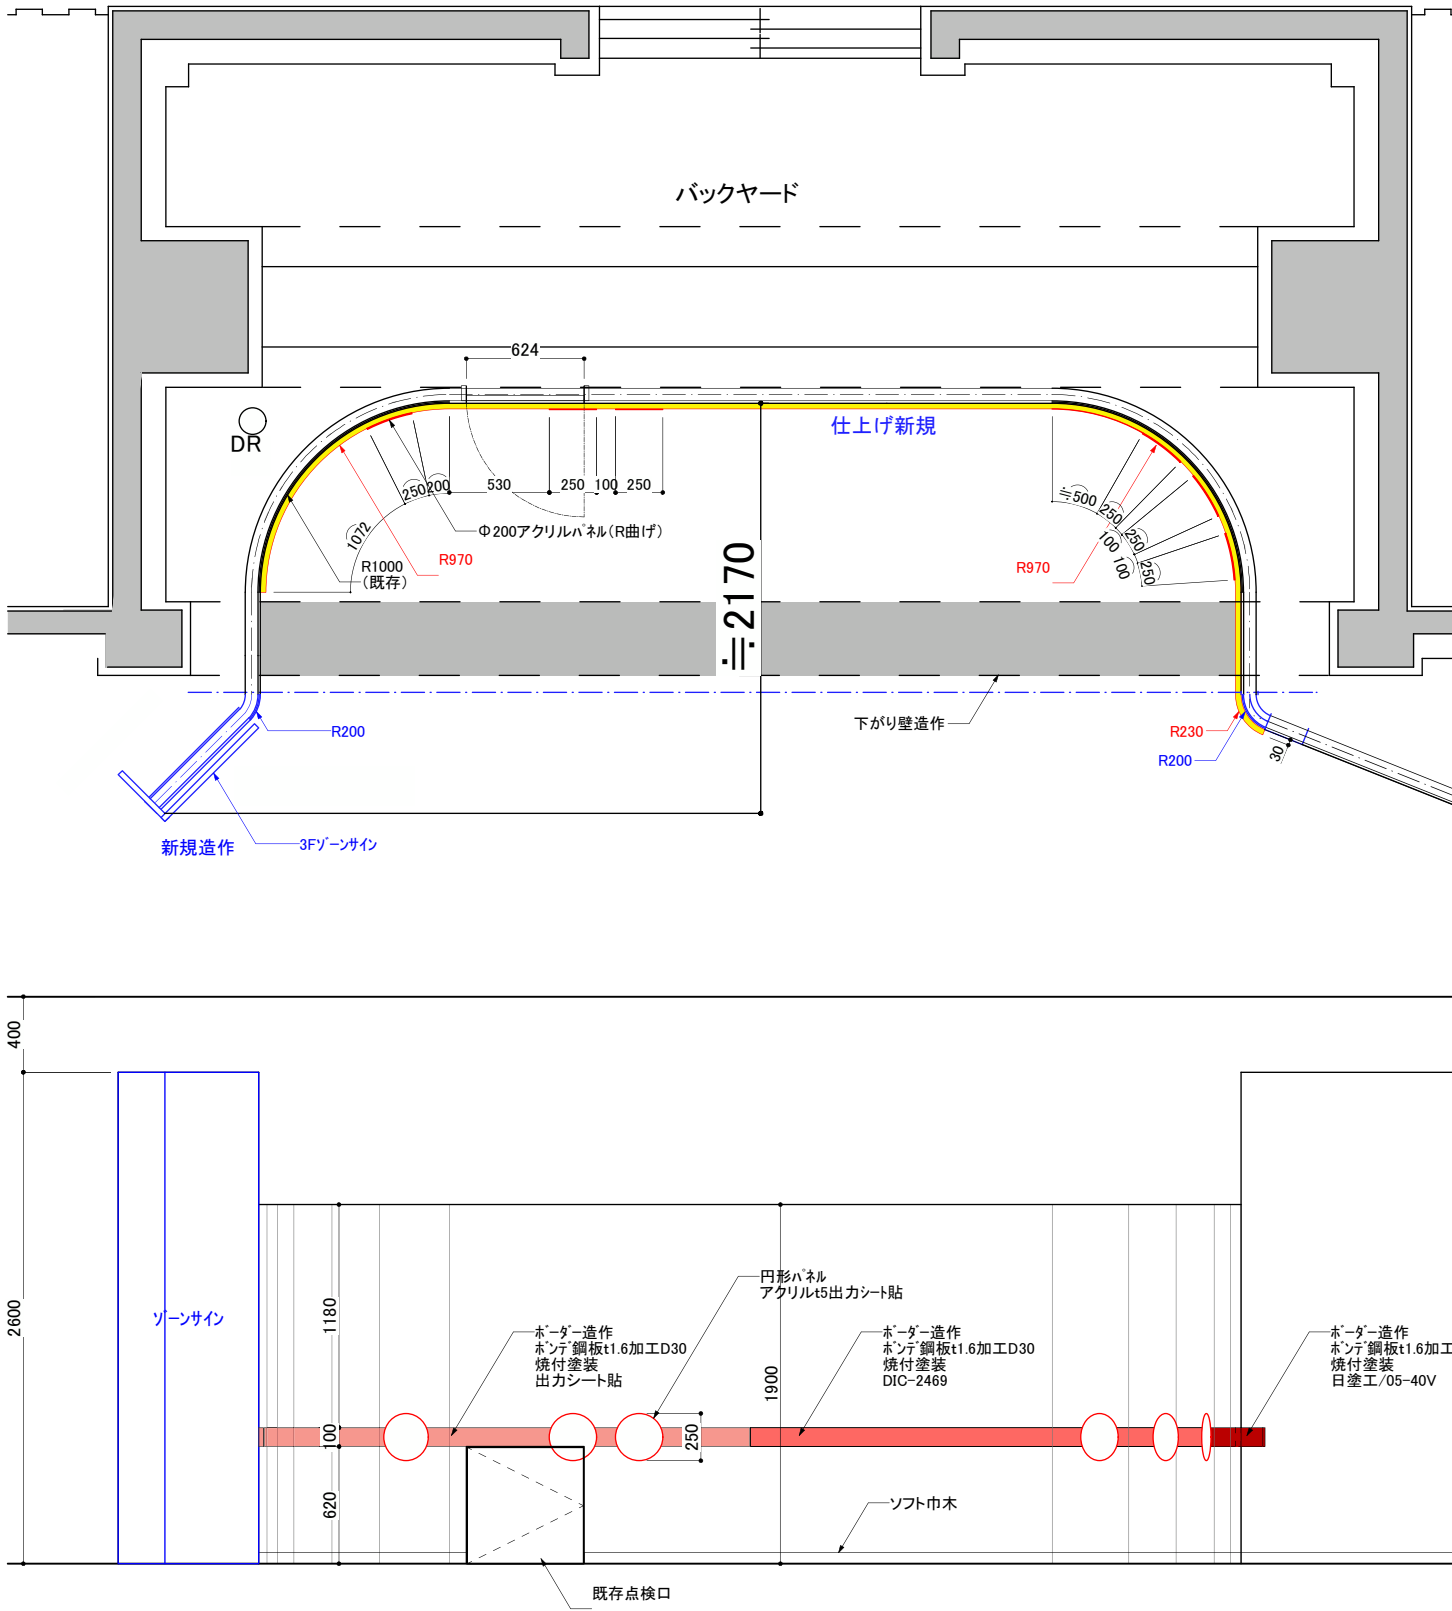 バックヤード
624
DR
仕上げ新規
250
200
530
250
100
250
1072
Φ200アクリルパネル(R曲げ)
R1000
(既存)
R970
≒2170
≒500
250
100
250
100
250
R970
下がり壁造作
R200
R230
R200
30
新規造作
3Fゾーンサイン
400
2600
ゾーンサイン
1180
100
620
円形パネル
アクリルt5出力シート貼
ボーダー造作
ボンデ鋼板t1.6加工D30
焼付塗装
出力シート貼
1900
250
ボーダー造作
ボンデ鋼板t1.6加工D30
焼付塗装
DIC-2469
ボーダー造作
ボンデ鋼板t1.6加工
焼付塗装
日塗工/05-40V
ソフト巾木
既存点検口